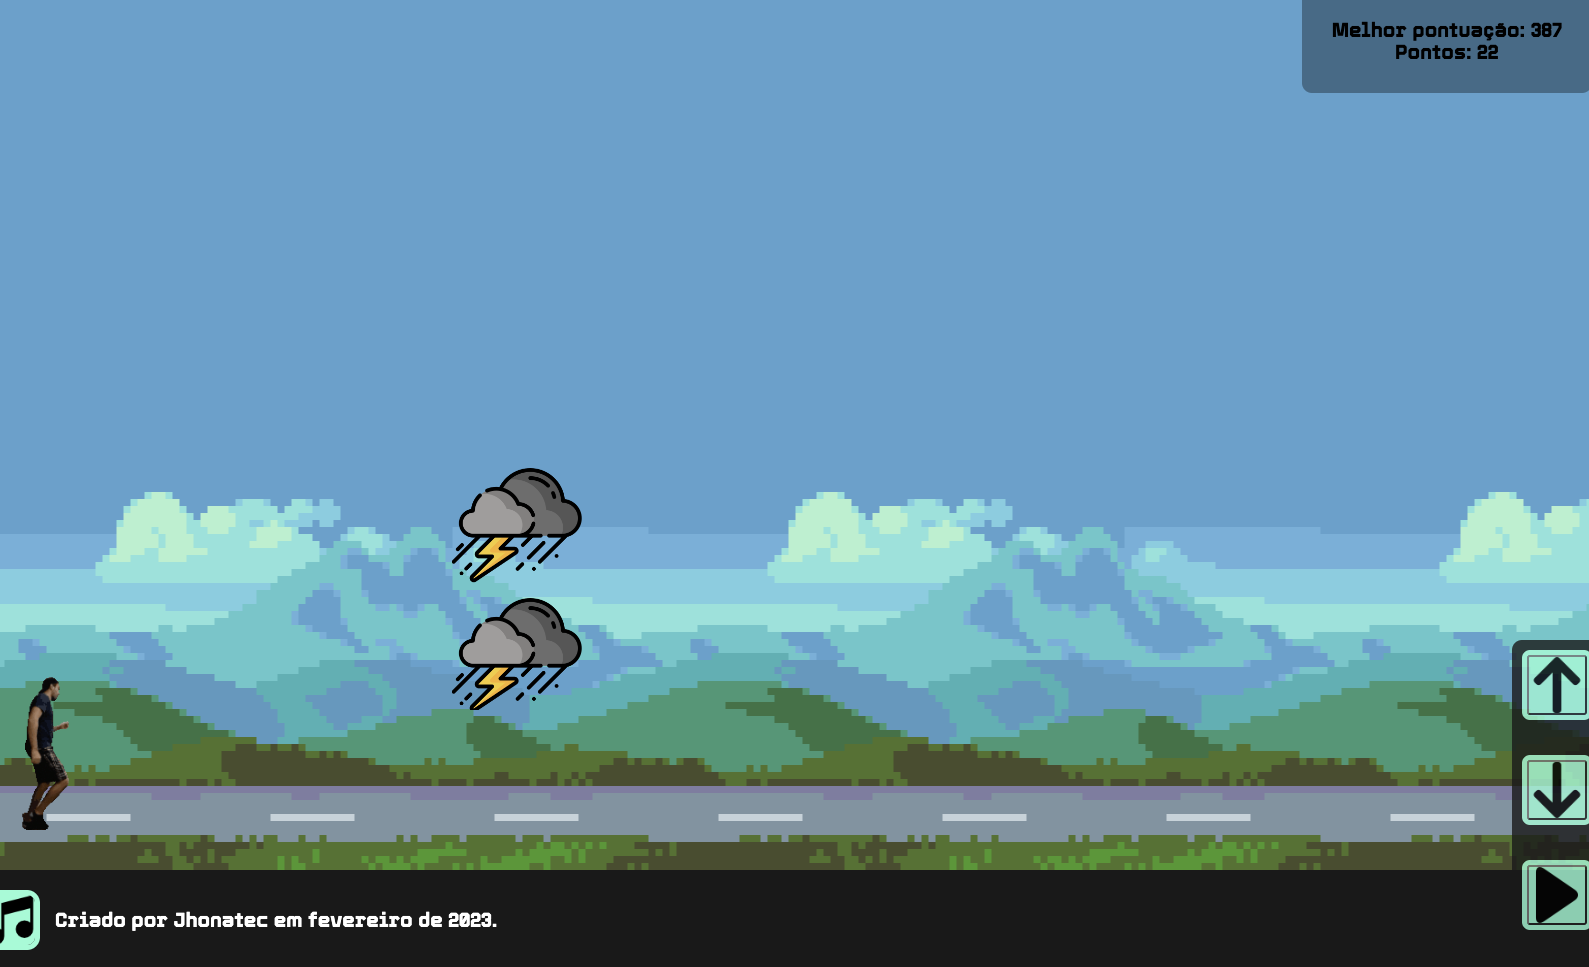 Melhor pontuação: 387
Pontos: 22
Criado por Jhonatec em fevereiro de 2023.